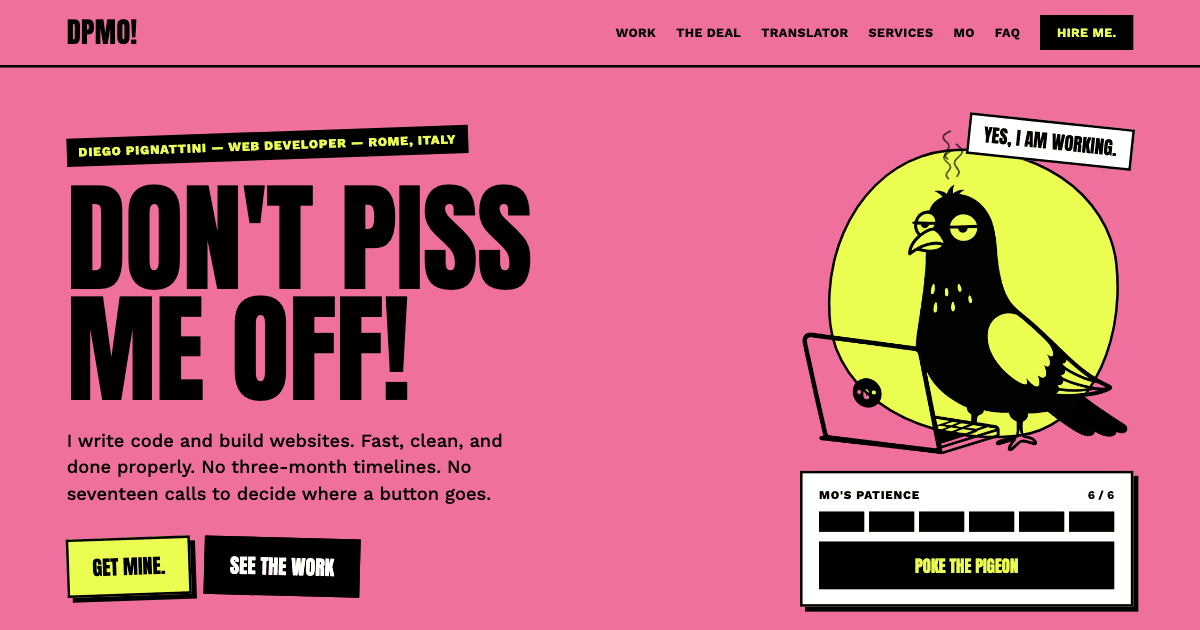 DPMO!
WORK THE DEAL TRANSLATOR SERVICES MO FAQ HIRE ME.
DIEGO PIGNATTINI — WEB DEVELOPER — ROME, ITALY
YES, I AM WORKING.
DON'T PISS
ME OFF!
I write code and build websites. Fast, clean, and
done properly. No three-month timelines. No
seventeen calls to decide where a button goes.
GET MINE.
SEE THE WORK
MO'S PATIENCE 6 / 6
POKE THE PIGEON